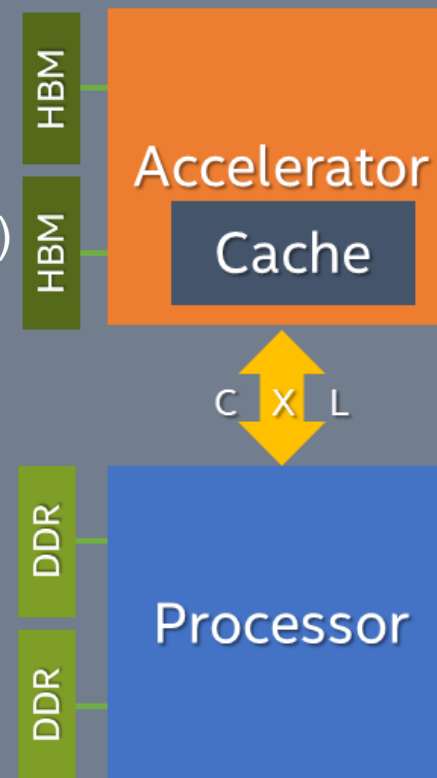 HBM
Accelerator
HBM
)
Cache
C X L
DDR
Processor
DDR